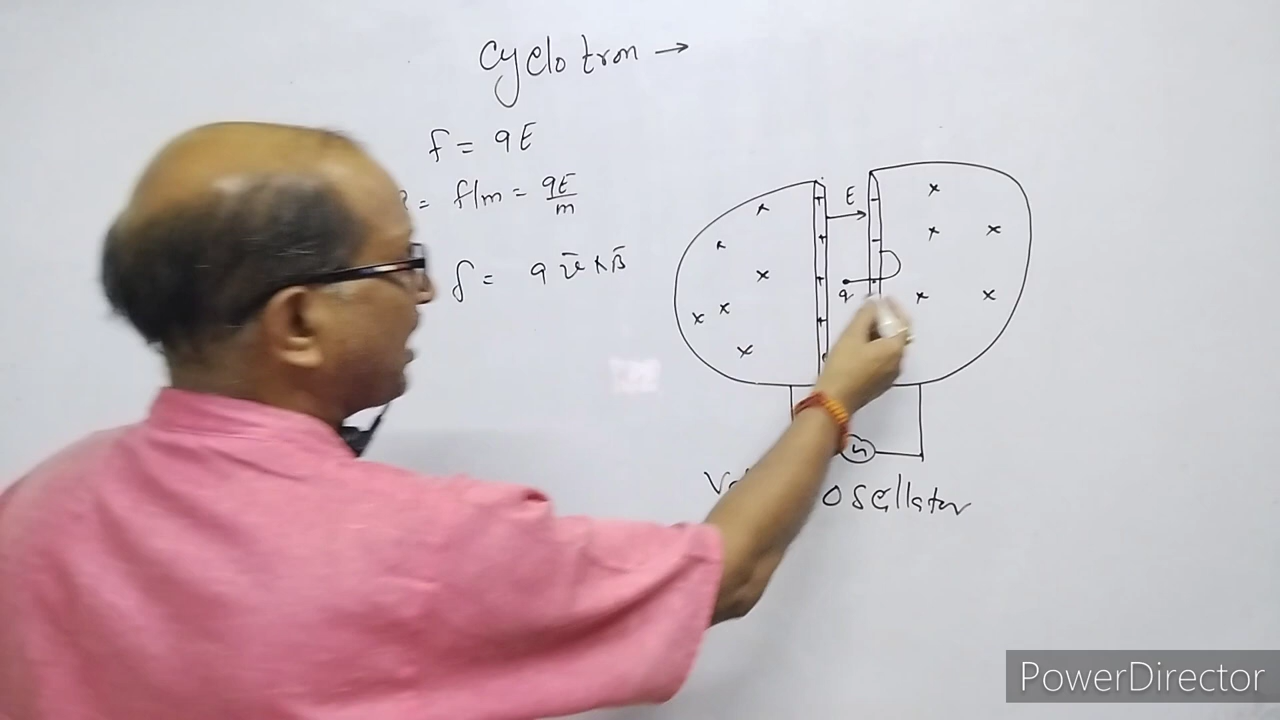 Cyclotron →
f = qE
= f/m = qE/m
f = q v̄ × B̄
E
q
oscillator
PowerDirector